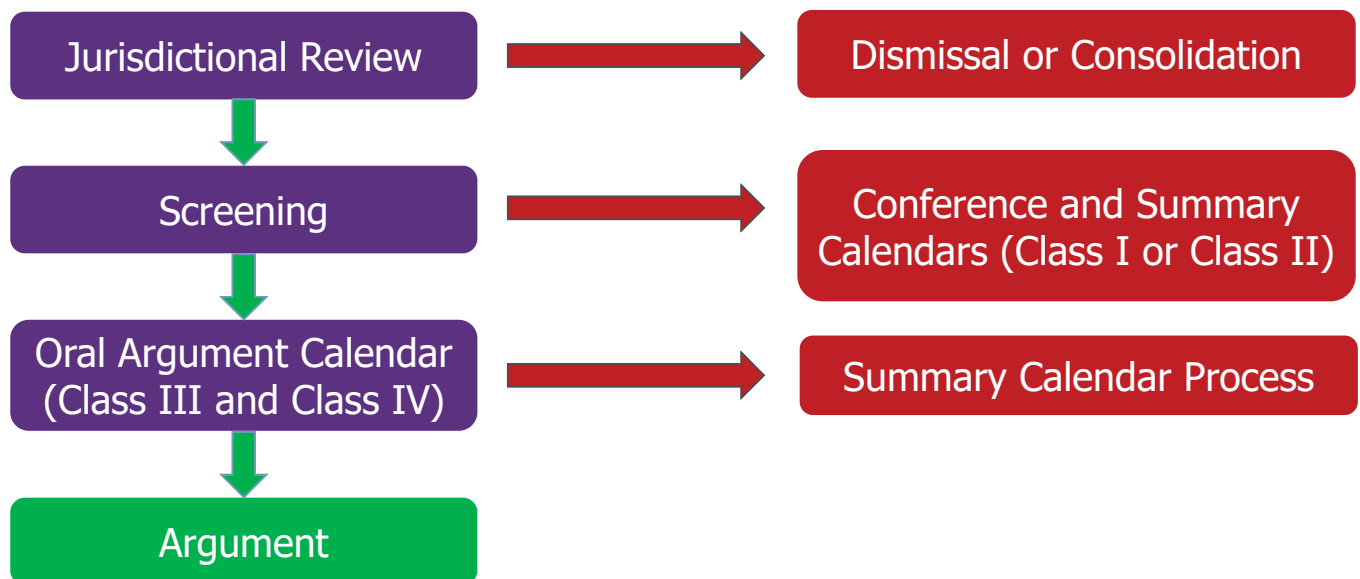 Jurisdictional Review
Dismissal or Consolidation
Screening
Conference and Summary
Calendars (Class I or Class II)
Oral Argument Calendar
(Class III and Class IV)
Summary Calendar Process
Argument